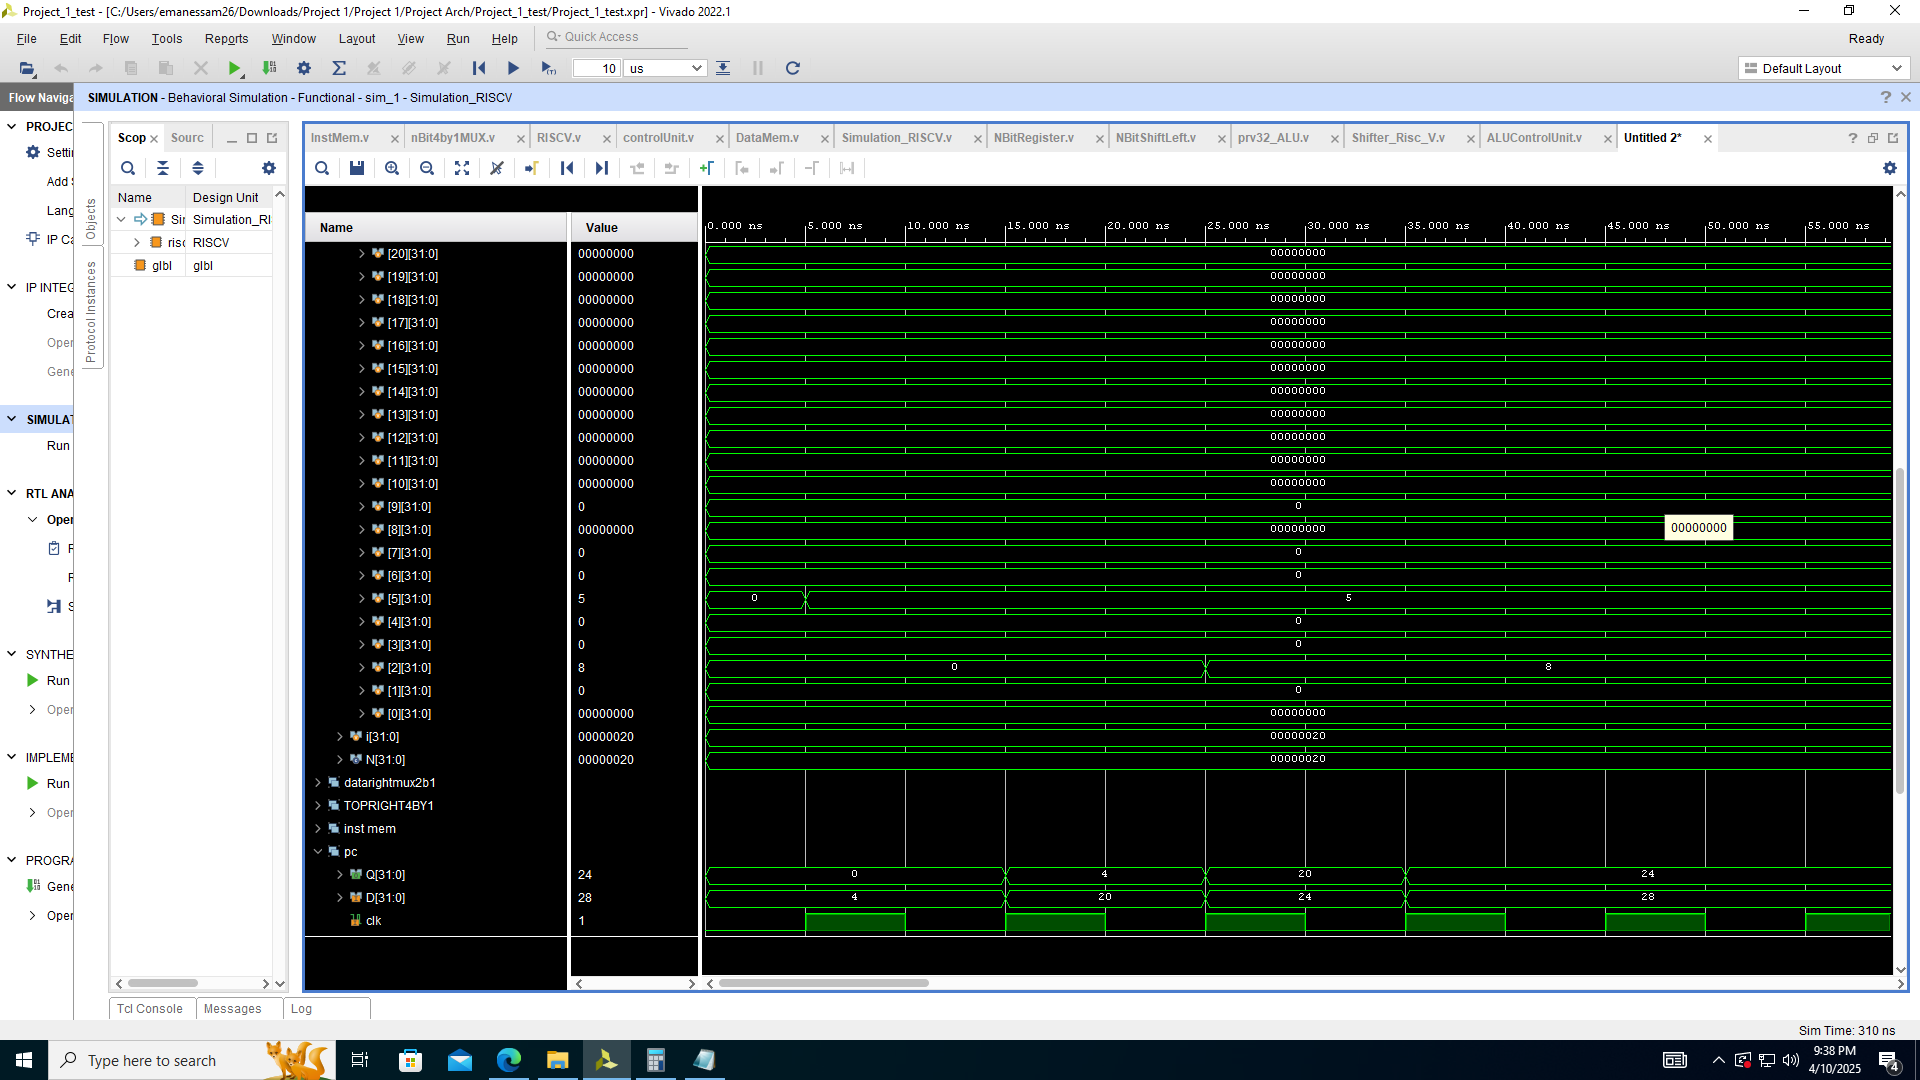 Project_1_test - [C:/Users/emanessam26/Downloads/Project 1/Project 1/Project Arch/Project_1_test/Project_1_test.xpr] - Vivado 2022.1
File Edit Flow Tools Reports Window Layout View Run Help Quick Access Ready
10 us Default Layout
Flow Naviga SIMULATION - Behavioral Simulation - Functional - sim_1 - Simulation_RISCV
PROJEC
Settin
Add S
Lang
IP Ca
IP INTEG
Crea
Oper
Gene
SIMULAT
Run
RTL ANA
Oper
F
R
S
SYNTHE
Run
Oper
IMPLEME
Run
Oper
PROGRA
Gene
Oper
Objects
Protocol Instances
Scop Sourc
Name Design Unit
Sir Simulation_RI
risc RISCV
glbl glbl
InstMem.v nBit4by1MUX.v RISCV.v controlUnit.v DataMem.v Simulation_RISCV.v NBitRegister.v NBitShiftLeft.v prv32_ALU.v Shifter_Risc_V.v ALUControlUnit.v Untitled 2*
Name Value 0.000 ns 5.000 ns 10.000 ns 15.000 ns 20.000 ns 25.000 ns 30.000 ns 35.000 ns 40.000 ns 45.000 ns 50.000 ns 55.000 ns
[20][31:0] 00000000 00000000
[19][31:0] 00000000 00000000
[18][31:0] 00000000 00000000
[17][31:0] 00000000 00000000
[16][31:0] 00000000 00000000
[15][31:0] 00000000 00000000
[14][31:0] 00000000 00000000
[13][31:0] 00000000 00000000
[12][31:0] 00000000 00000000
[11][31:0] 00000000 00000000
[10][31:0] 00000000 00000000
[9][31:0] 0 0
[8][31:0] 00000000 00000000 00000000
[7][31:0] 0 0
[6][31:0] 0 0
[5][31:0] 5 0 5
[4][31:0] 0 0
[3][31:0] 0 0
[2][31:0] 8 0 8
[1][31:0] 0 0
[0][31:0] 00000000 00000000
i[31:0] 00000020 00000020
N[31:0] 00000020 00000020
datarightmux2b1
TOPRIGHT4BY1
inst mem
pc
Q[31:0] 24 0 4 20 24
D[31:0] 28 4 20 24 28
clk 1
Tcl Console Messages Log
Sim Time: 310 ns
Type here to search
9:38 PM
4/10/2025
4